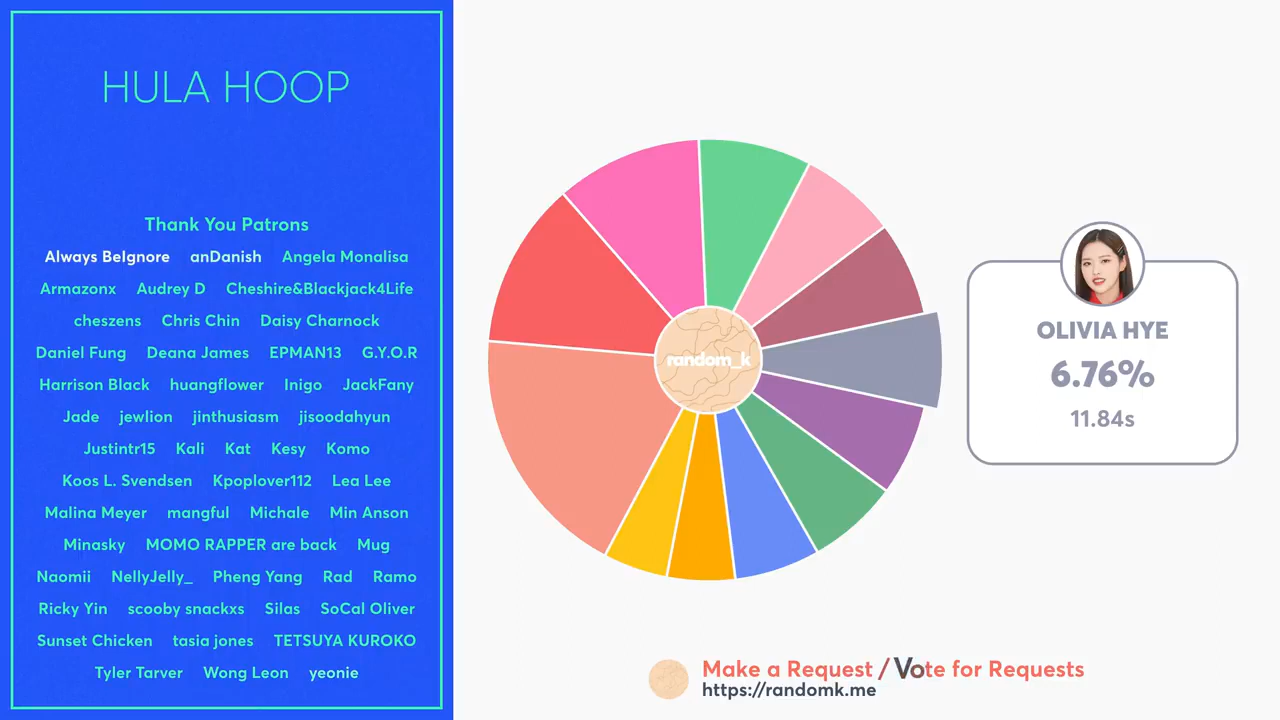 HULA HOOP
Thank You Patrons
Always BeIgnore anDanish Angela Monalisa
Armazonx Audrey D Cheshire&Blackjack4Life
cheszens Chris Chin Daisy Charnock
Daniel Fung Deana James EPMAN13 G.Y.O.R
Harrison Black huangflower Inigo JackFany
Jade jewlion jinthusiasm jisoodahyun
Justintr15 Kali Kat Kesy Komo
Koos L. Svendsen Kpoplover112 Lea Lee
Malina Meyer mangful Michale Min Anson
Minasky MOMO RAPPER are back Mug
Naomii NellyJelly_ Pheng Yang Rad Ramo
Ricky Yin scooby snackxs Silas SoCal Oliver
Sunset Chicken tasia jones TETSUYA KUROKO
Tyler Tarver Wong Leon yeonie
random_k
OLIVIA HYE
6.76%
11.84s
Make a Request / Vote for Requests
https://randomk.me